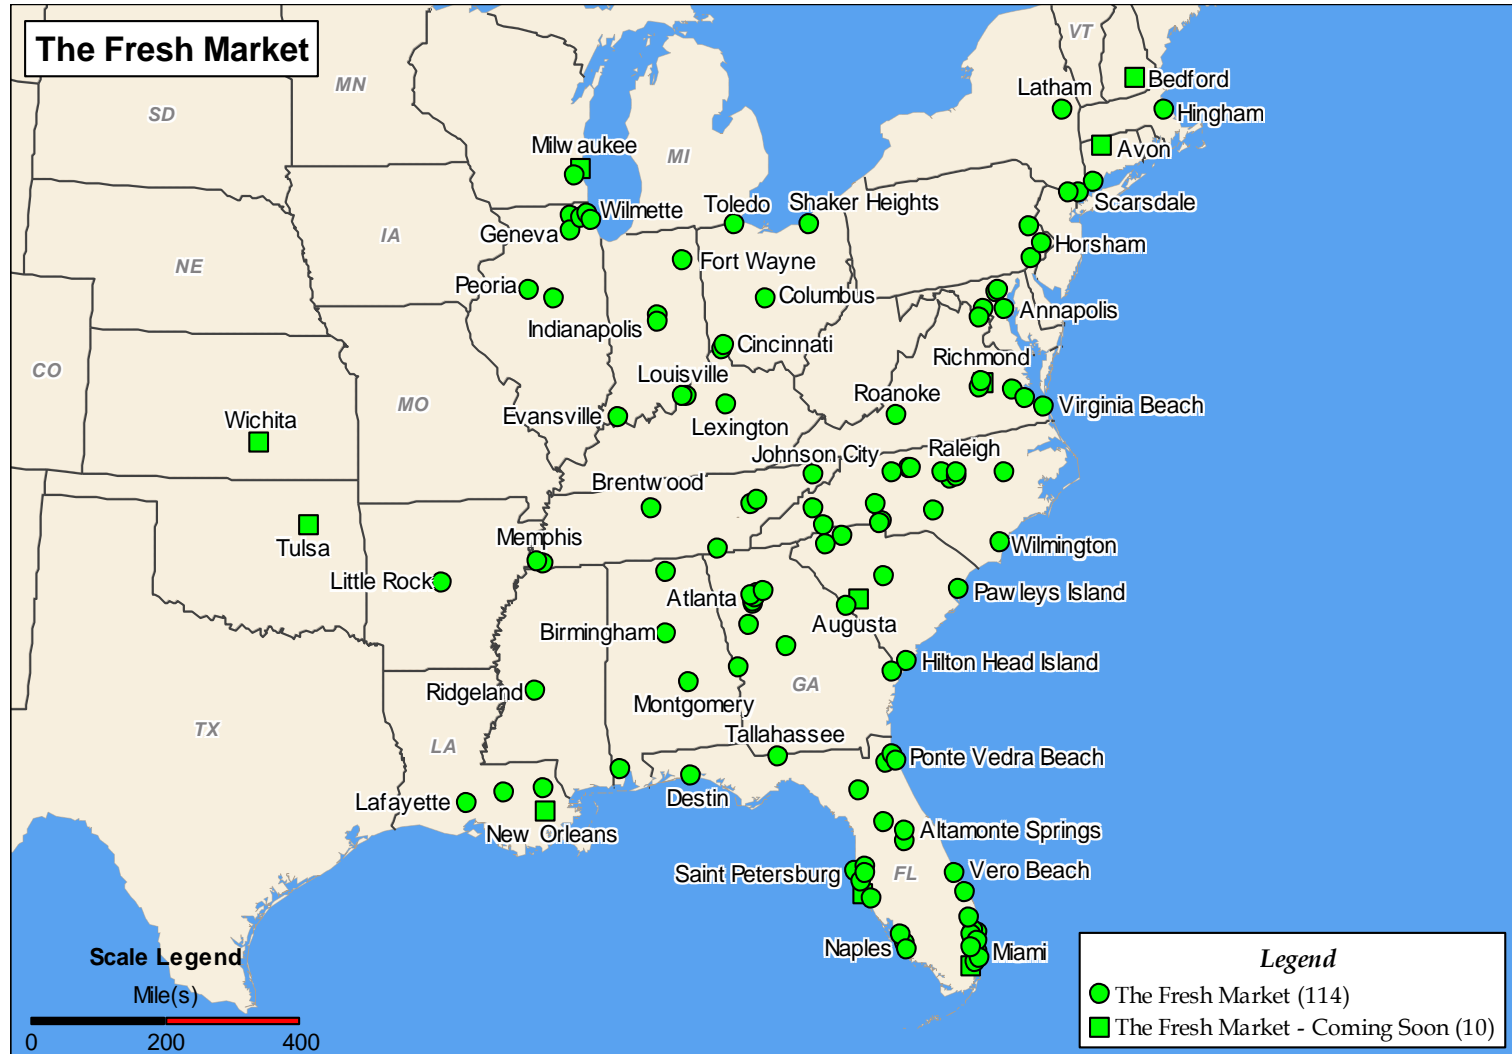 The Fresh Market
VT
MN
Latham
Bedford
SD
Hingham
Milwaukee
MI
Avon
Wilmette
Toledo
Shaker Heights
Scarsdale
Geneva
IA
Horsham
NE
Fort Wayne
Peoria
Columbus
Annapolis
Indianapolis
Cincinnati
Richmond
CO
Louisville
Roanoke
MO
Virginia Beach
Wichita
Evansville
Lexington
Johnson City
Raleigh
Brentwood
Tulsa
Memphis
Wilmington
Little Rock
Atlanta
Pawleys Island
Augusta
Birmingham
Hilton Head Island
Ridgeland
GA
Montgomery
TX
Tallahassee
LA
Ponte Vedra Beach
Destin
Lafayette
New Orleans
Altamonte Springs
Saint Petersburg
FL
Vero Beach
Naples
Miami
Scale Legend
Mile(s)
0 200 400
Legend
The Fresh Market (114)
The Fresh Market - Coming Soon (10)